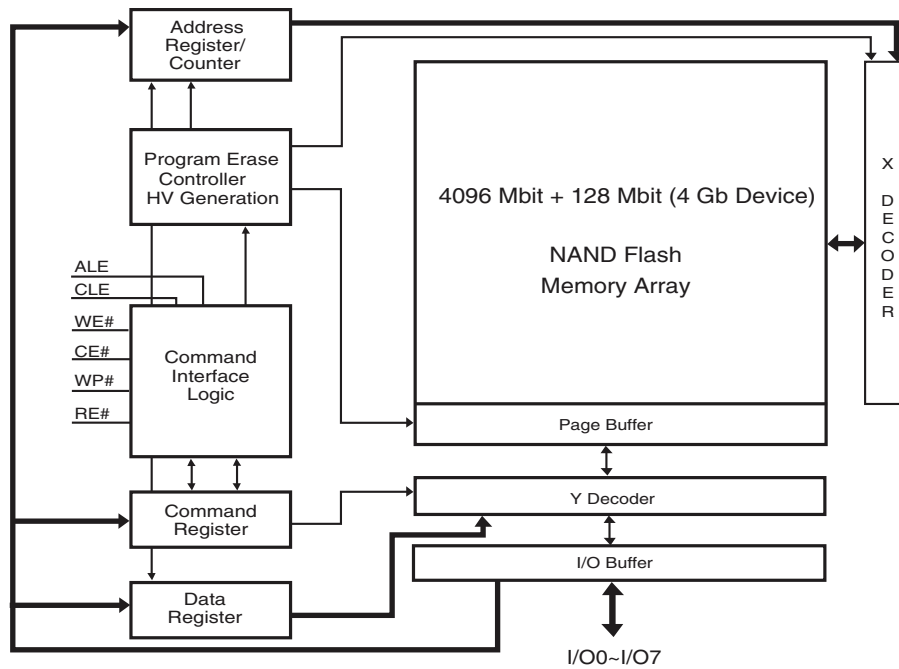 Address
Register/
Counter
Program Erase
Controller
HV Generation
ALE
CLE
WE#
CE#
WP#
RE#
Command
Interface
Logic
Command
Register
Data
Register
4096 Mbit + 128 Mbit (4 Gb Device)
NAND Flash
Memory Array
Page Buffer
Y Decoder
I/O Buffer
I/O0~I/O7
X
D
E
C
O
D
E
R